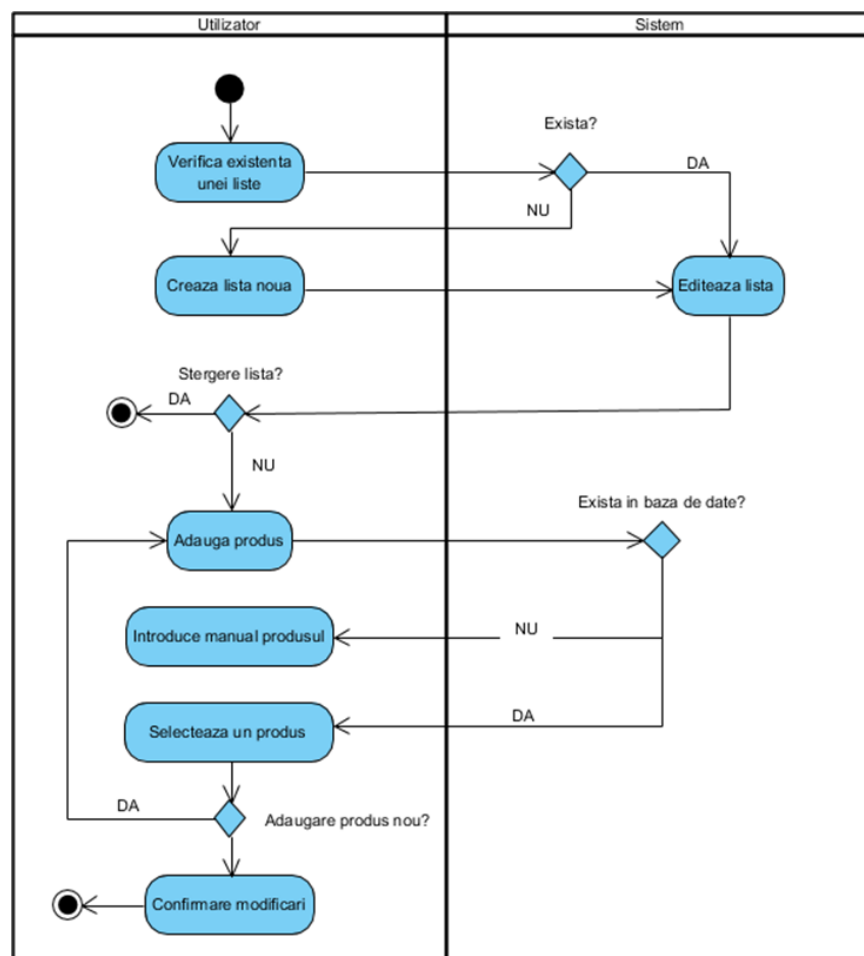 Utilizator
Sistem
Exista?
Verifica existenta
unei liste
DA
NU
Creaza lista noua
Editeaza lista
Stergere lista?
DA
NU
Exista in baza de date?
Adauga produs
Introduce manual produsul
NU
Selecteaza un produs
DA
DA
Adaugare produs nou?
Confirmare modificari